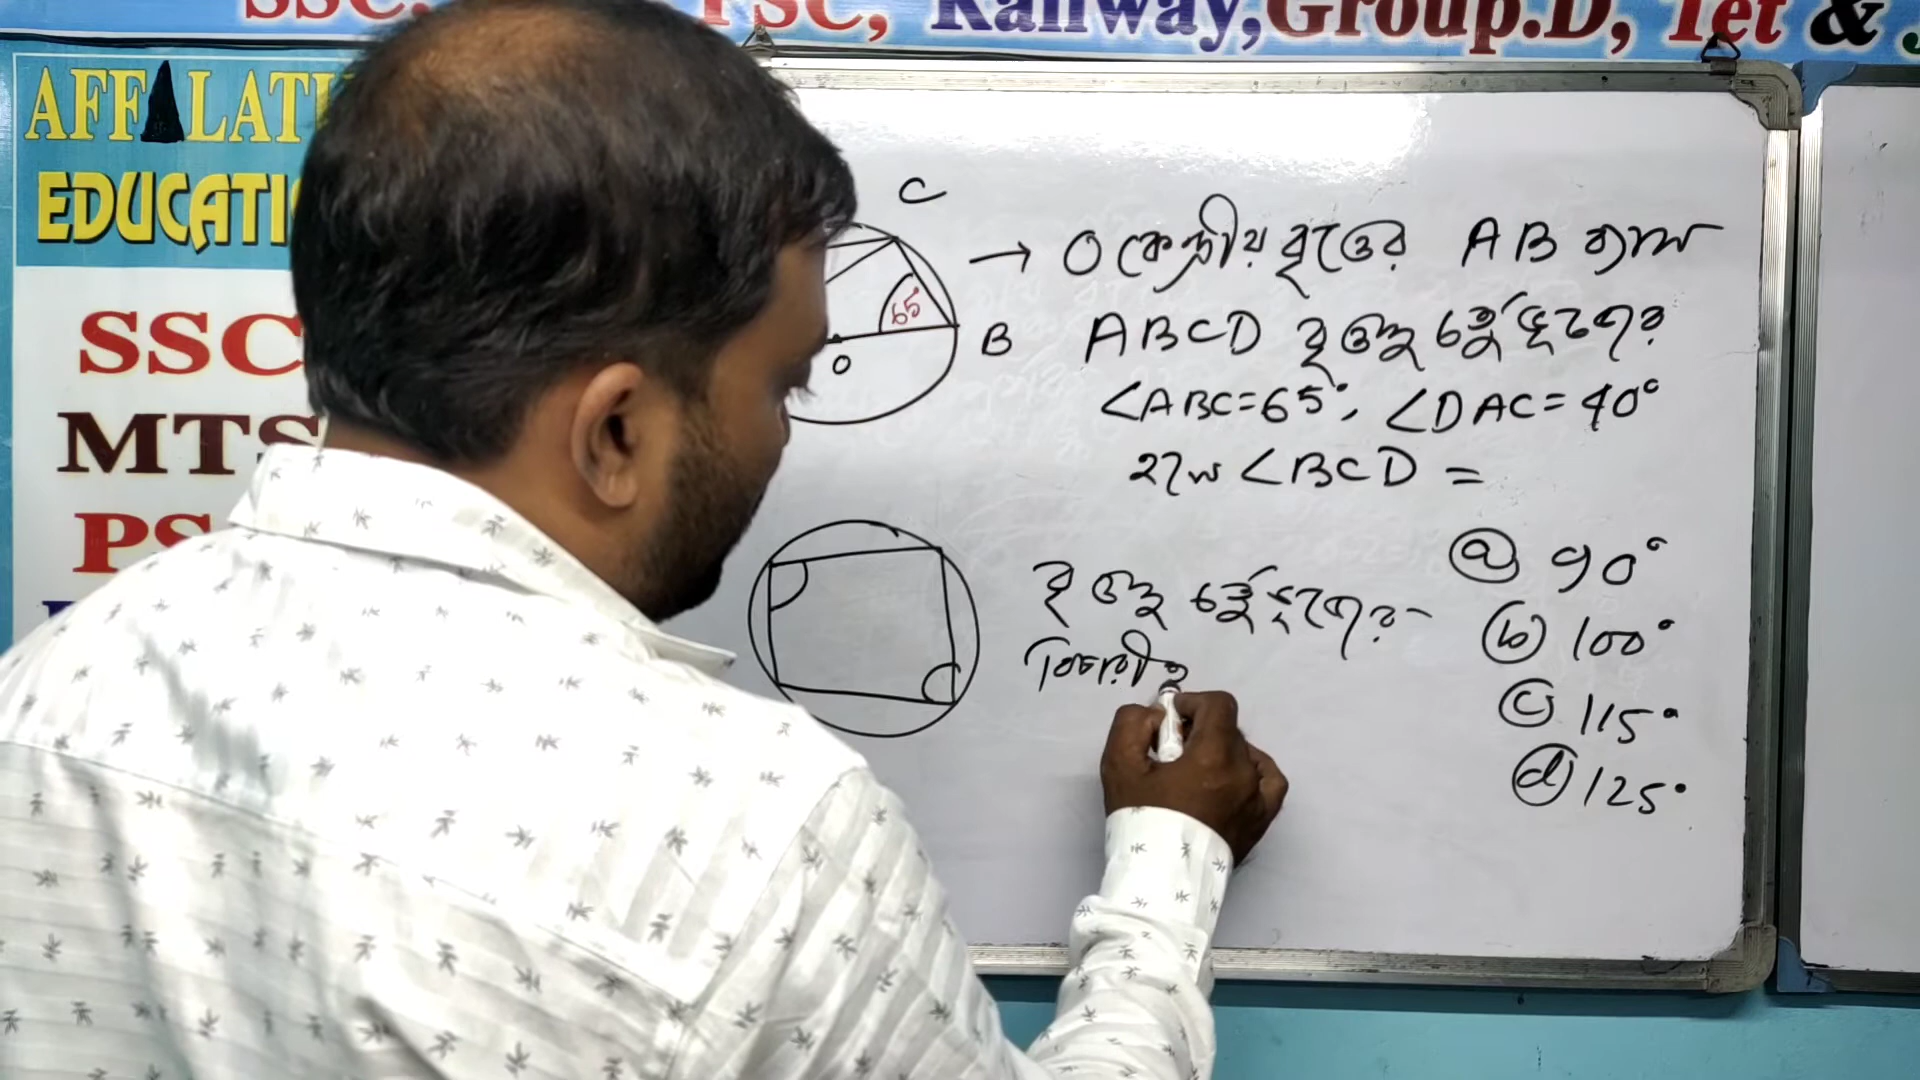 SSC, PSC, Railway, Group.D, Tet &
AFFALATI
EDUCATI
SSC
MTS
PS
C
65
B
O
→ O কেন্দ্রীয় বৃত্তের AB ব্যাস
ABCD বৃত্তস্থ চতুর্ভুজের
∠ABC=65°, ∠DAC=40°
হলে ∠BCD =
বৃত্তস্থ চতুর্ভুজের-
বিপরীত
(a) 90°
(b) 100°
(c) 115°
(d) 125°